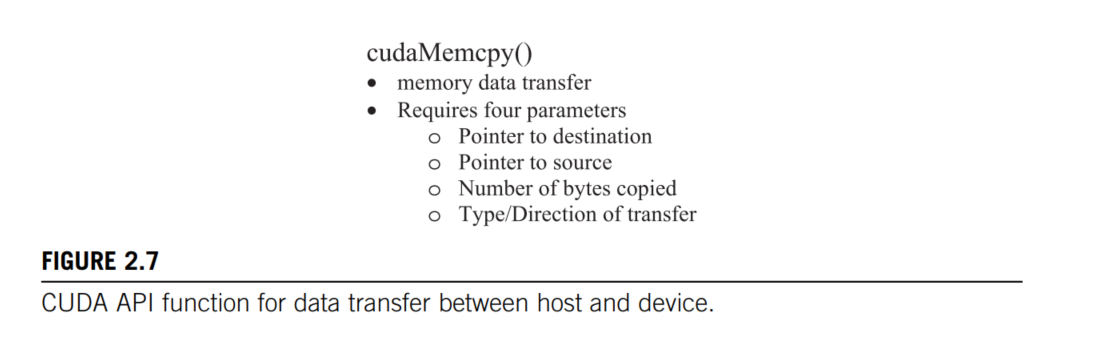 cudaMemcpy()
• memory data transfer
• Requires four parameters
o Pointer to destination
o Pointer to source
o Number of bytes copied
o Type/Direction of transfer
FIGURE 2.7
CUDA API function for data transfer between host and device.